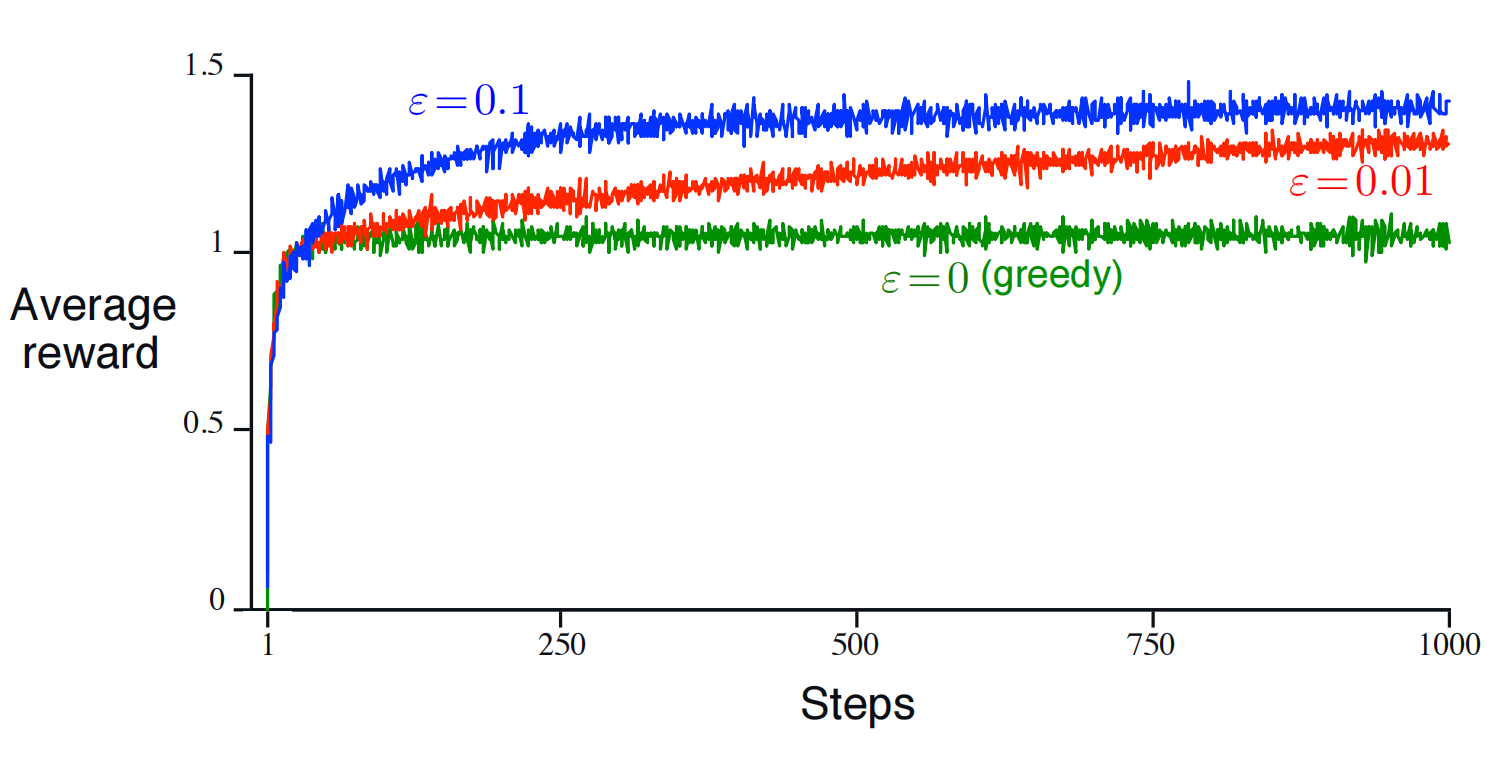 1.5
ε=0.1
ε=0.01
1
ε=0 (greedy)
Average
reward
0.5
0
1 250 500 750 1000
Steps